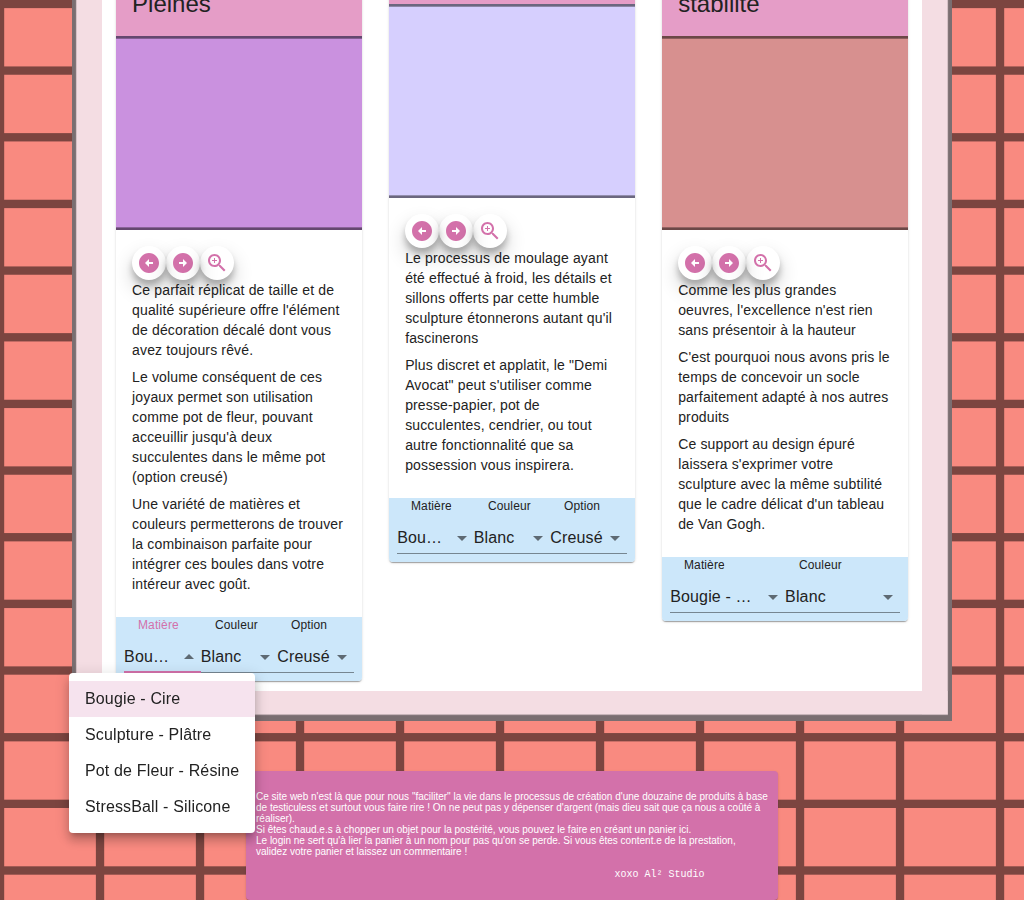 Pleines
Ce parfait réplicat de taille et de
qualité supérieure offre l'élément
de décoration décalé dont vous
avez toujours rêvé.
Le volume conséquent de ces
joyaux permet son utilisation
comme pot de fleur, pouvant
acceuillir jusqu'à deux
succulentes dans le même pot
(option creusé)
Une variété de matières et
couleurs permetterons de trouver
la combinaison parfaite pour
intégrer ces boules dans votre
intéreur avec goût.
Matière Couleur Option
Bou… Blanc Creusé
Bougie - Cire
Sculpture - Plâtre
Pot de Fleur - Résine
StressBall - Silicone
Le processus de moulage ayant
été effectué à froid, les détails et
sillons offerts par cette humble
sculpture étonnerons autant qu'il
fascinerons
Plus discret et applatit, le "Demi
Avocat" peut s'utiliser comme
presse-papier, pot de
succulentes, cendrier, ou tout
autre fonctionnalité que sa
possession vous inspirera.
Matière Couleur Option
Bou… Blanc Creusé
stabilité
Comme les plus grandes
oeuvres, l'excellence n'est rien
sans présentoir à la hauteur
C'est pourquoi nous avons pris le
temps de concevoir un socle
parfaitement adapté à nos autres
produits
Ce support au design épuré
laissera s'exprimer votre
sculpture avec la même subtilité
que le cadre délicat d'un tableau
de Van Gogh.
Matière Couleur
Bougie - … Blanc
Ce site web n'est là que pour nous "faciliter" la vie dans le processus de création d'une douzaine de produits à base
de testiculess et surtout vous faire rire ! On ne peut pas y dépenser d'argent (mais dieu sait que ça nous a coûté à
réaliser).
Si êtes chaud.e.s à chopper un objet pour la postérité, vous pouvez le faire en créant un panier ici.
Le login ne sert qu'à lier la panier à un nom pour pas qu'on se perde. Si vous êtes content.e de la prestation,
validez votre panier et laissez un commentaire !
xoxo Al² Studio